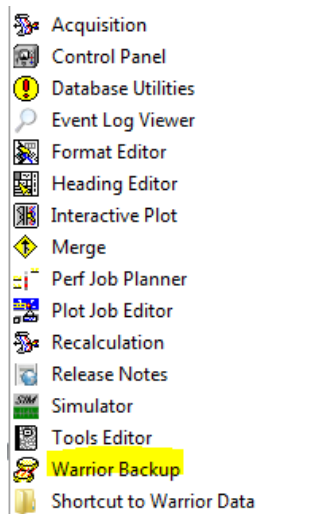 Acquisition
Control Panel
Database Utilities
Event Log Viewer
Format Editor
Heading Editor
Interactive Plot
Merge
Perf Job Planner
Plot Job Editor
Recalculation
Release Notes
SIM Simulator
Tools Editor
Warrior Backup
Shortcut to Warrior Data